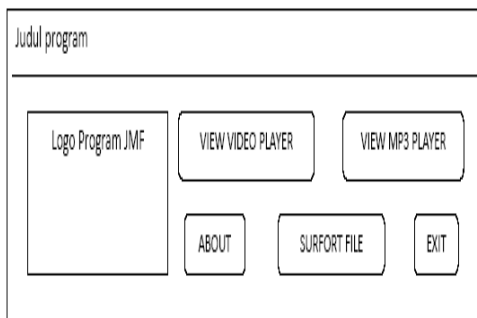 Judul program
Logo Program JMF
VIEW VIDEO PLAYER
VIEW MP3 PLAYER
ABOUT
SURFORT FILE
EXIT